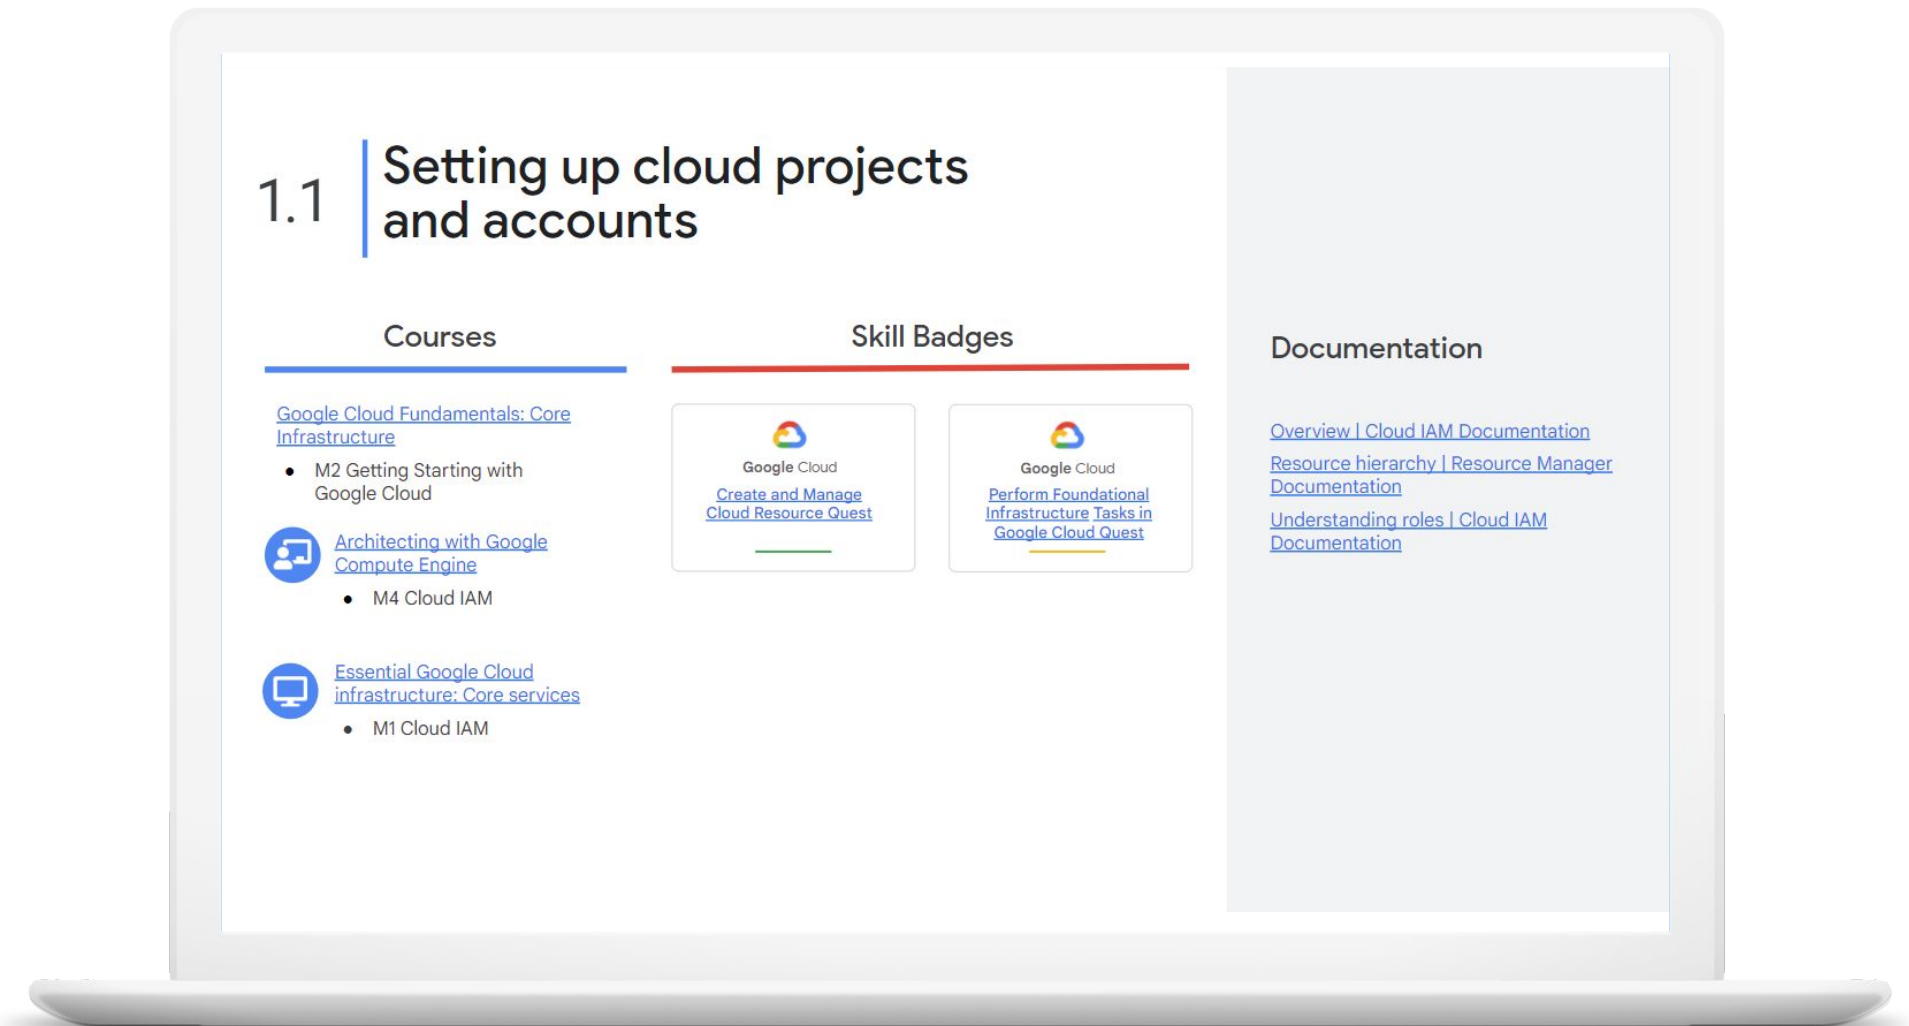 1.1
Setting up cloud projects
and accounts
Courses
Google Cloud Fundamentals: Core
Infrastructure
● M2 Getting Starting with
Google Cloud
Architecting with Google
Compute Engine
● M4 Cloud IAM
Essential Google Cloud
infrastructure: Core services
● M1 Cloud IAM
Skill Badges
Google Cloud
Create and Manage
Cloud Resource Quest
Google Cloud
Perform Foundational
Infrastructure Tasks in
Google Cloud Quest
Documentation
Overview | Cloud IAM Documentation
Resource hierarchy | Resource Manager
Documentation
Understanding roles | Cloud IAM
Documentation